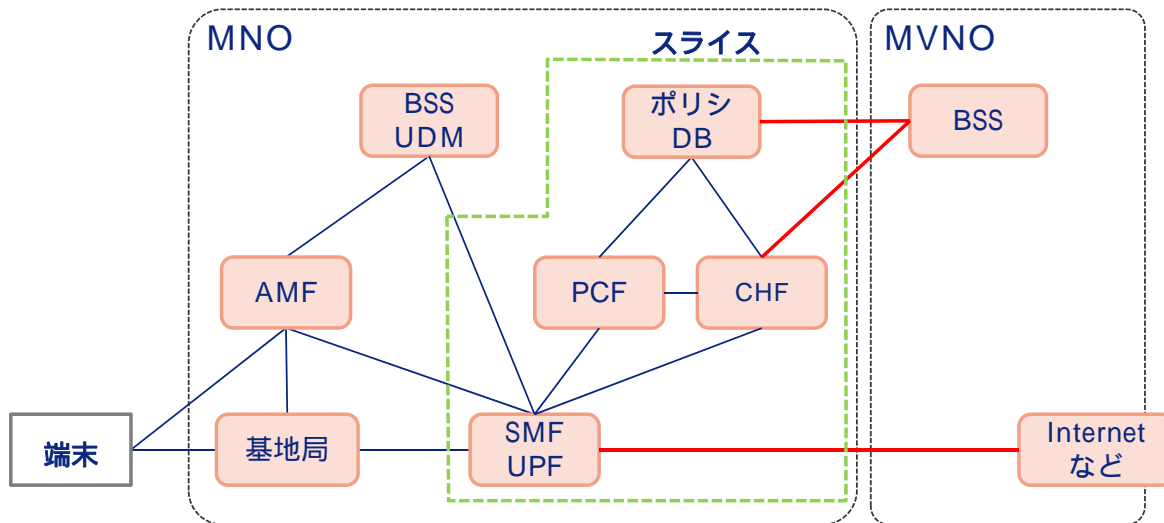 MNO
スライス
MVNO
BSS
UDM
ポリシ
DB
BSS
AMF
PCF
CHF
端末
基地局
SMF
UPF
Internet
など